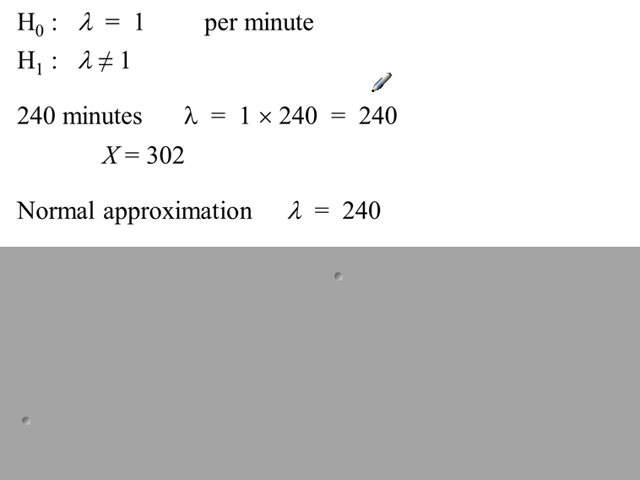 H₀ : λ = 1 per minute
H₁ : λ ≠ 1
240 minutes λ = 1 × 240 = 240
X = 302
Normal approximation λ = 240